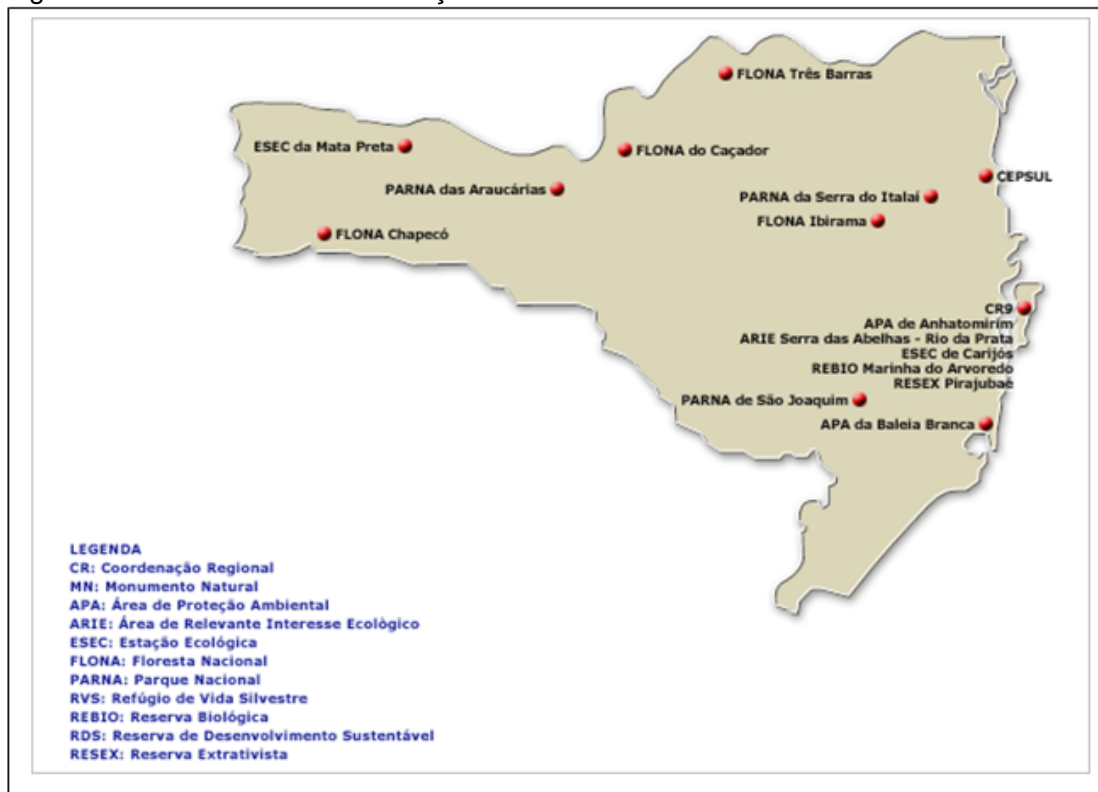 FLONA Três Barras
ESEC da Mata Preta
FLONA do Caçador
CEPSUL
PARNA das Araucárias
PARNA da Serra do Italaí
FLONA Ibirama
FLONA Chapecó
CR9
APA de Anhatomirim
ARIE Serra das Abelhas - Rio da Prata
ESEC de Carijós
REBIO Marinha do Arvoredo
RESEX Pirajubaé
PARNA de São Joaquim
APA da Baleia Branca
LEGENDA
CR: Coordenação Regional
MN: Monumento Natural
APA: Área de Proteção Ambiental
ARIE: Área de Relevante Interesse Ecològico
ESEC: Estação Ecológica
FLONA: Floresta Nacional
PARNA: Parque Nacional
RVS: Refúgio de Vida Silvestre
REBIO: Reserva Biológica
RDS: Reserva de Desenvolvimento Sustentável
RESEX: Reserva Extrativista